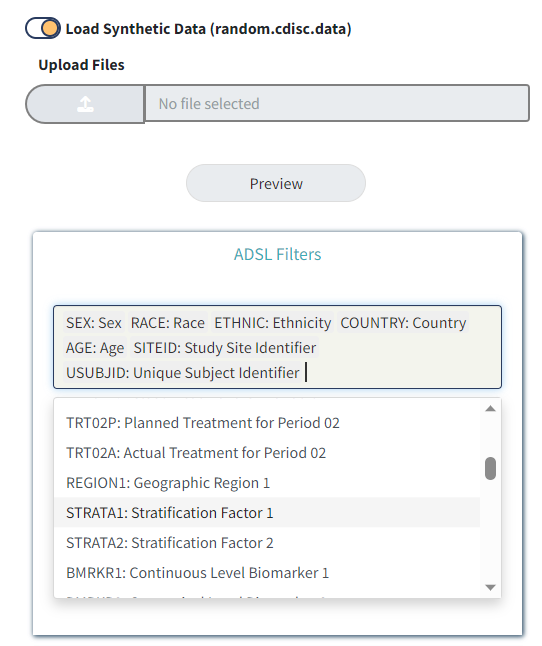 Load Synthetic Data (random.cdisc.data)
Upload Files
No file selected
Preview
ADSL Filters
SEX: Sex RACE: Race ETHNIC: Ethnicity COUNTRY: Country
AGE: Age SITEID: Study Site Identifier
USUBJID: Unique Subject Identifier
TRT02P: Planned Treatment for Period 02
TRT02A: Actual Treatment for Period 02
REGION1: Geographic Region 1
STRATA1: Stratification Factor 1
STRATA2: Stratification Factor 2
BMRKR1: Continuous Level Biomarker 1